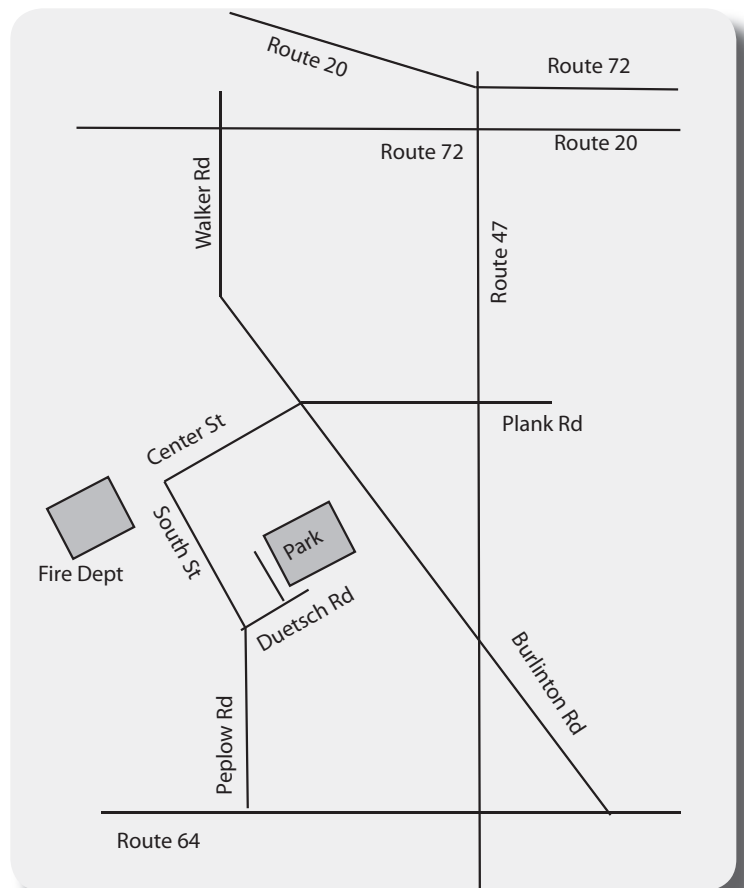 Route 20
Route 72
Route 72
Route 20
Walker Rd
Route 47
Center St
Plank Rd
South St
Park
Fire Dept
Duetsch Rd
Burlinton Rd
Peplow Rd
Route 64